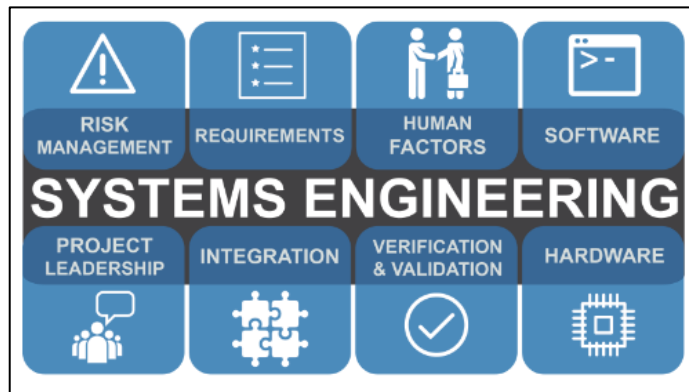 RISK
MANAGEMENT
REQUIREMENTS
HUMAN
FACTORS
SOFTWARE
>-
SYSTEMS ENGINEERING
PROJECT
LEADERSHIP
INTEGRATION
VERIFICATION
& VALIDATION
HARDWARE